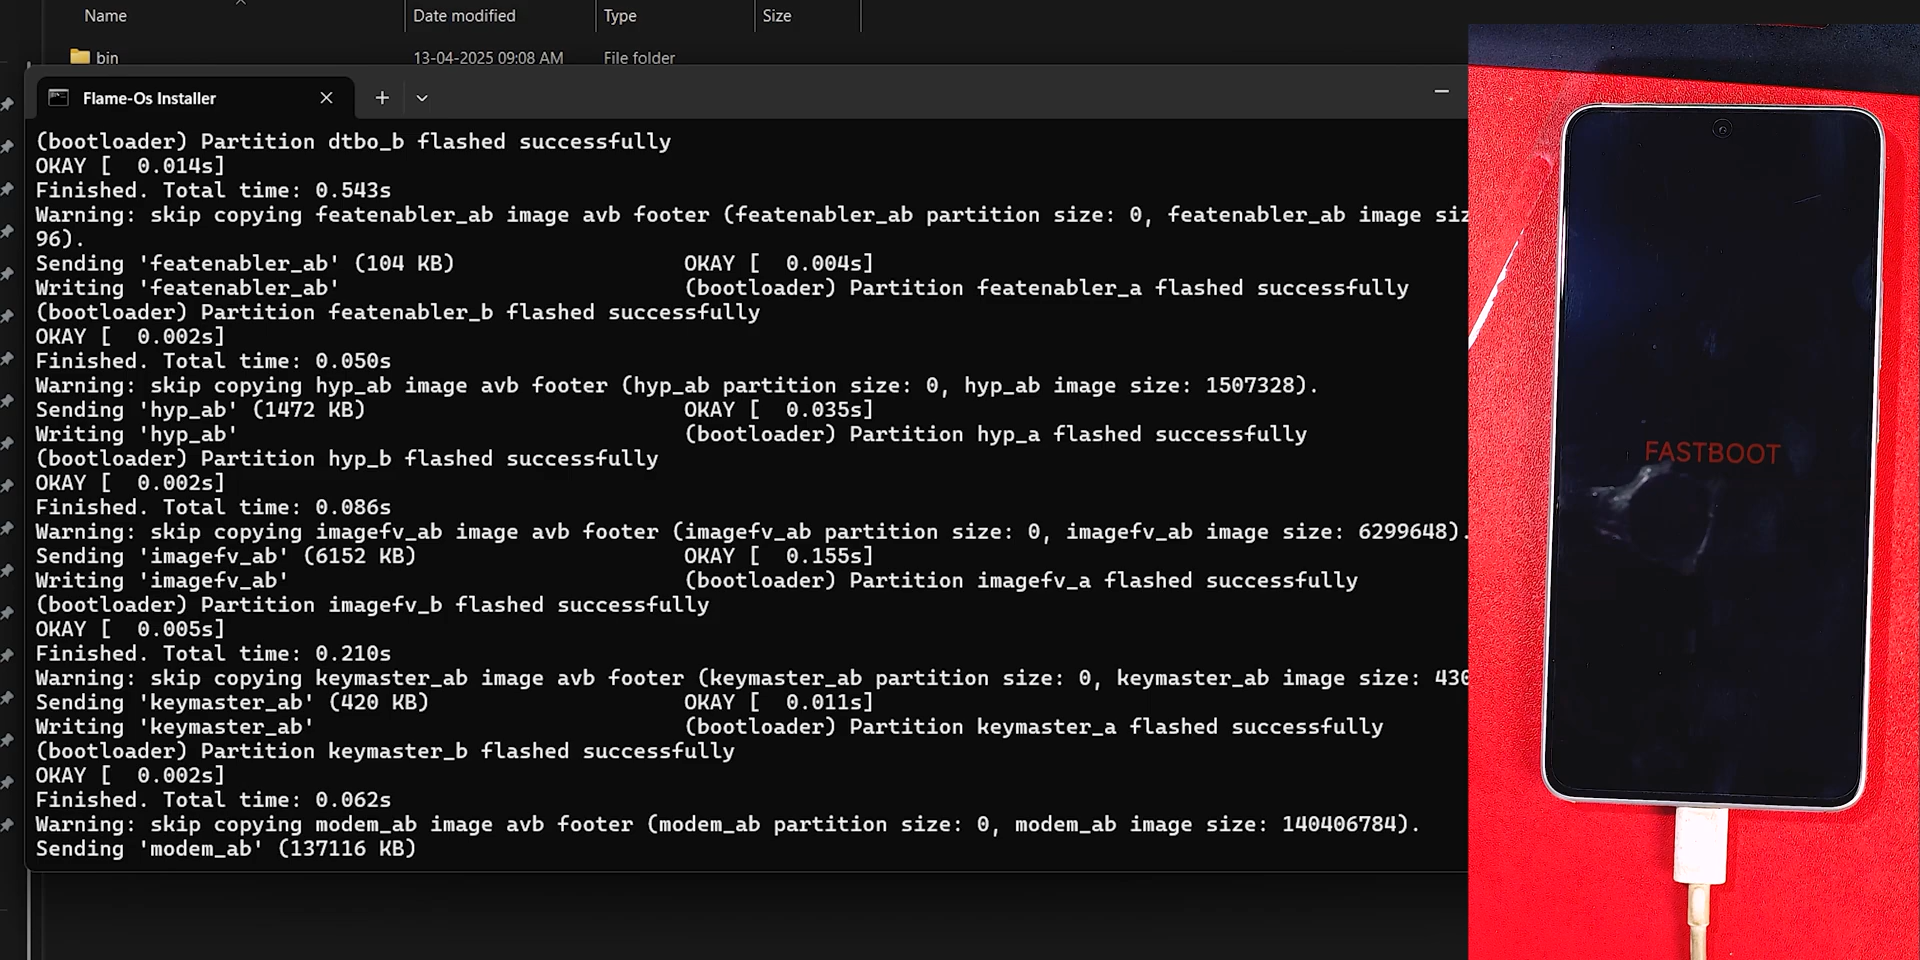 Name Date modified Type Size
bin 13-04-2025 09:08 AM File folder
Flame-Os Installer
(bootloader) Partition dtbo_b flashed successfully
OKAY [  0.014s]
Finished. Total time: 0.543s
Warning: skip copying featenabler_ab image avb footer (featenabler_ab partition size: 0, featenabler_ab image siz
96).
Sending 'featenabler_ab' (104 KB) OKAY [  0.004s]
Writing 'featenabler_ab' (bootloader) Partition featenabler_a flashed successfully
(bootloader) Partition featenabler_b flashed successfully
OKAY [  0.002s]
Finished. Total time: 0.050s
Warning: skip copying hyp_ab image avb footer (hyp_ab partition size: 0, hyp_ab image size: 1507328).
Sending 'hyp_ab' (1472 KB) OKAY [  0.035s]
Writing 'hyp_ab' (bootloader) Partition hyp_a flashed successfully
(bootloader) Partition hyp_b flashed successfully
OKAY [  0.002s]
Finished. Total time: 0.086s
Warning: skip copying imagefv_ab image avb footer (imagefv_ab partition size: 0, imagefv_ab image size: 6299648).
Sending 'imagefv_ab' (6152 KB) OKAY [  0.155s]
Writing 'imagefv_ab' (bootloader) Partition imagefv_a flashed successfully
(bootloader) Partition imagefv_b flashed successfully
OKAY [  0.005s]
Finished. Total time: 0.210s
Warning: skip copying keymaster_ab image avb footer (keymaster_ab partition size: 0, keymaster_ab image size: 430
Sending 'keymaster_ab' (420 KB) OKAY [  0.011s]
Writing 'keymaster_ab' (bootloader) Partition keymaster_a flashed successfully
(bootloader) Partition keymaster_b flashed successfully
OKAY [  0.002s]
Finished. Total time: 0.062s
Warning: skip copying modem_ab image avb footer (modem_ab partition size: 0, modem_ab image size: 140406784).
Sending 'modem_ab' (137116 KB)
FASTBOOT